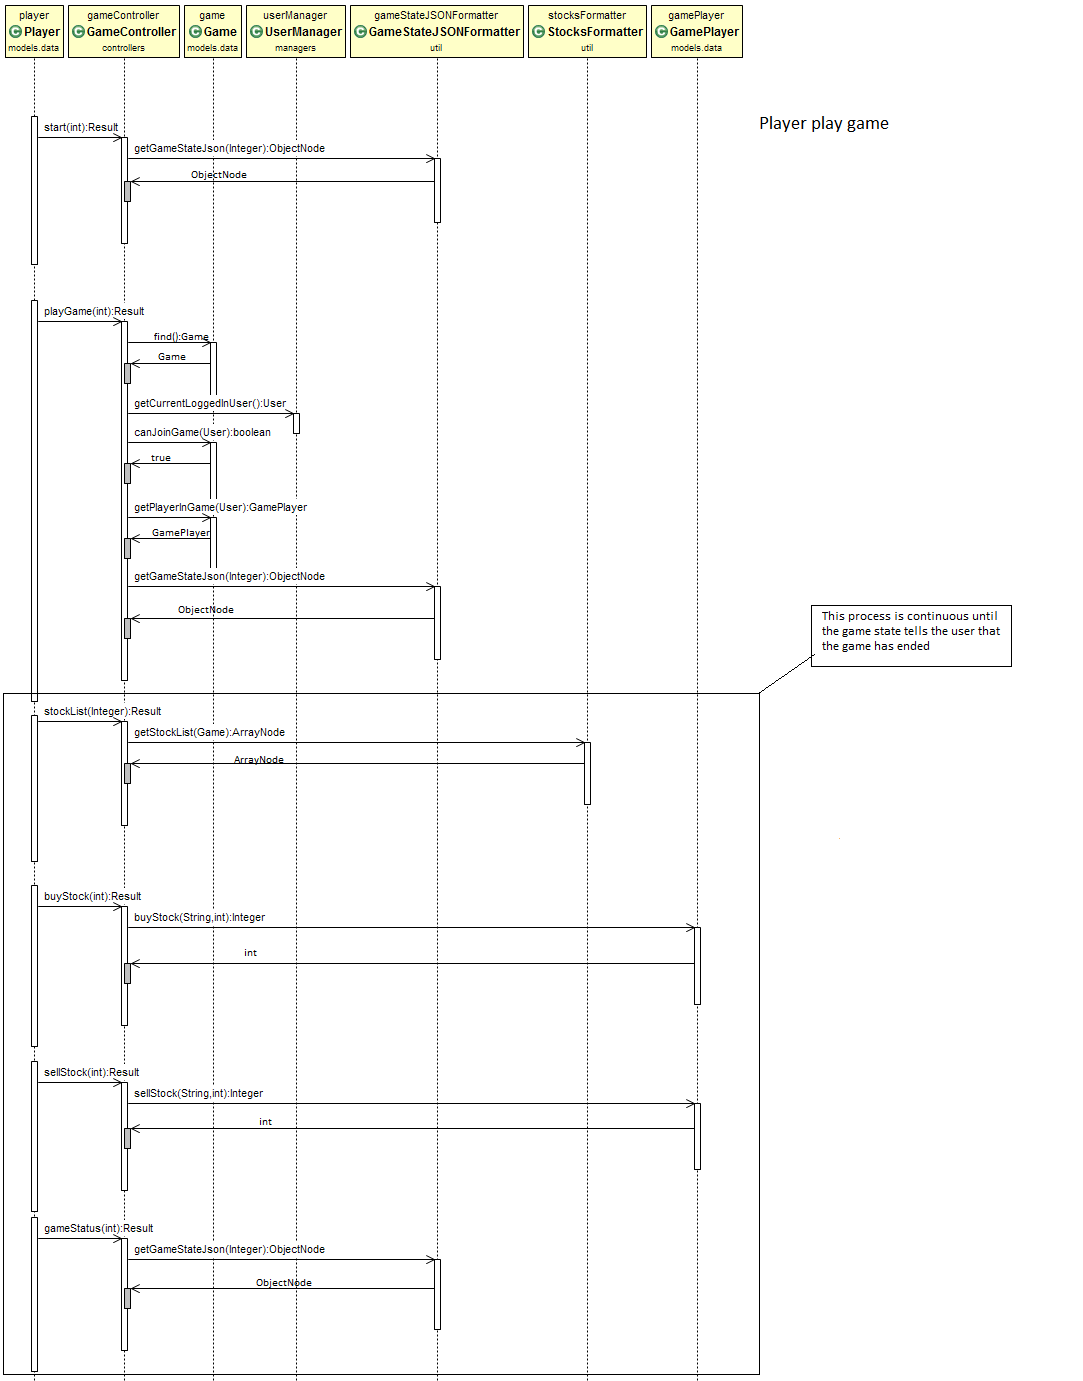 player
C Player
models.data
gameController
C GameController
controllers
game
C Game
models.data
userManager
C UserManager
managers
gameStateJSONFormatter
C GameStateJSONFormatter
util
stocksFormatter
C StocksFormatter
util
gamePlayer
C GamePlayer
models.data
Player play game
start(int):Result
getGameStateJson(Integer):ObjectNode
ObjectNode
playGame(int):Result
find():Game
Game
getCurrentLoggedInUser():User
canJoinGame(User):boolean
true
getPlayerInGame(User):GamePlayer
GamePlayer
getGameStateJson(Integer):ObjectNode
ObjectNode
This process is continuous until
the game state tells the user that
the game has ended
stockList(Integer):Result
getStockList(Game):ArrayNode
ArrayNode
buyStock(int):Result
buyStock(String,int):Integer
int
sellStock(int):Result
sellStock(String,int):Integer
int
gameStatus(int):Result
getGameStateJson(Integer):ObjectNode
ObjectNode